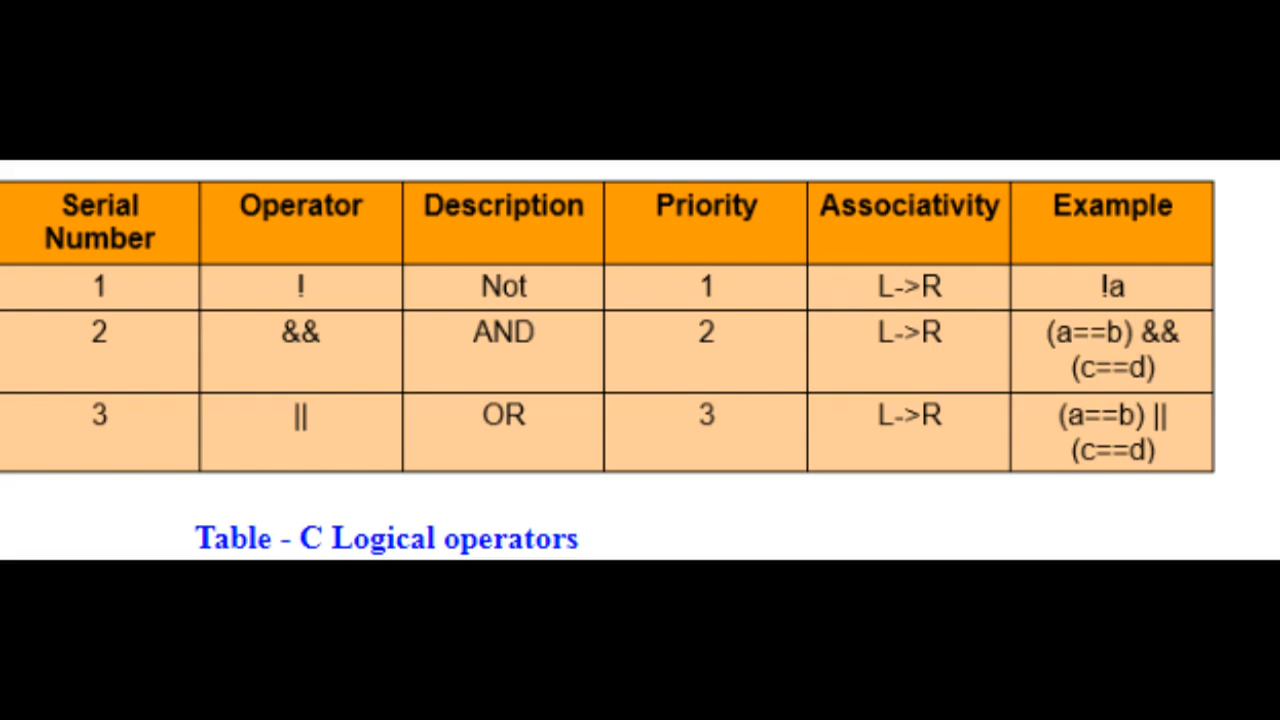 Serial Number Operator Description Priority Associativity Example
1 ! Not 1 L->R !a
2 && AND 2 L->R (a==b) && (c==d)
3 || OR 3 L->R (a==b) || (c==d)
Table - C Logical operators